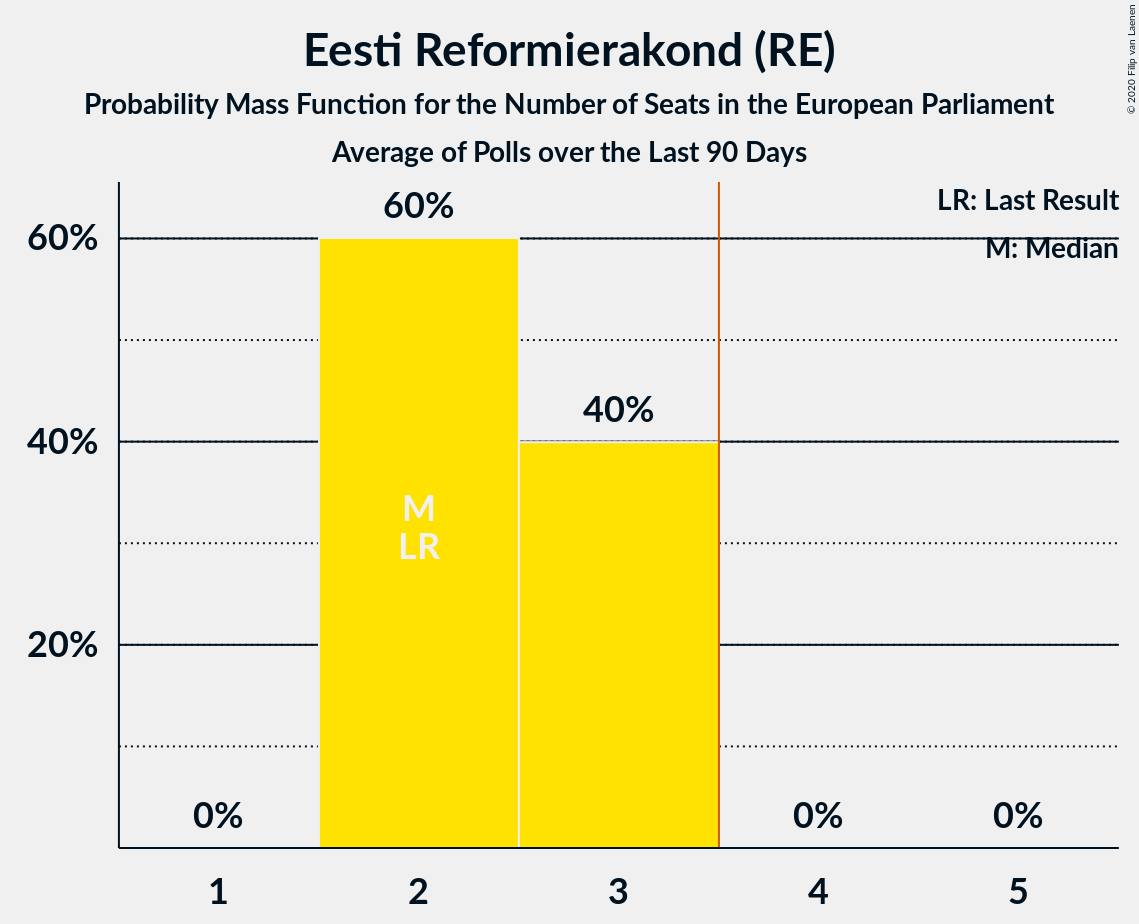 Eesti Reformierakond (RE)
Probability Mass Function for the Number of Seats in the European Parliament
Average of Polls over the Last 90 Days
© 2020 Filip van Laenen
LR: Last Result
M: Median
60%
40%
20%
60%
40%
M
LR
0%
0%
0%
1
2
3
4
5